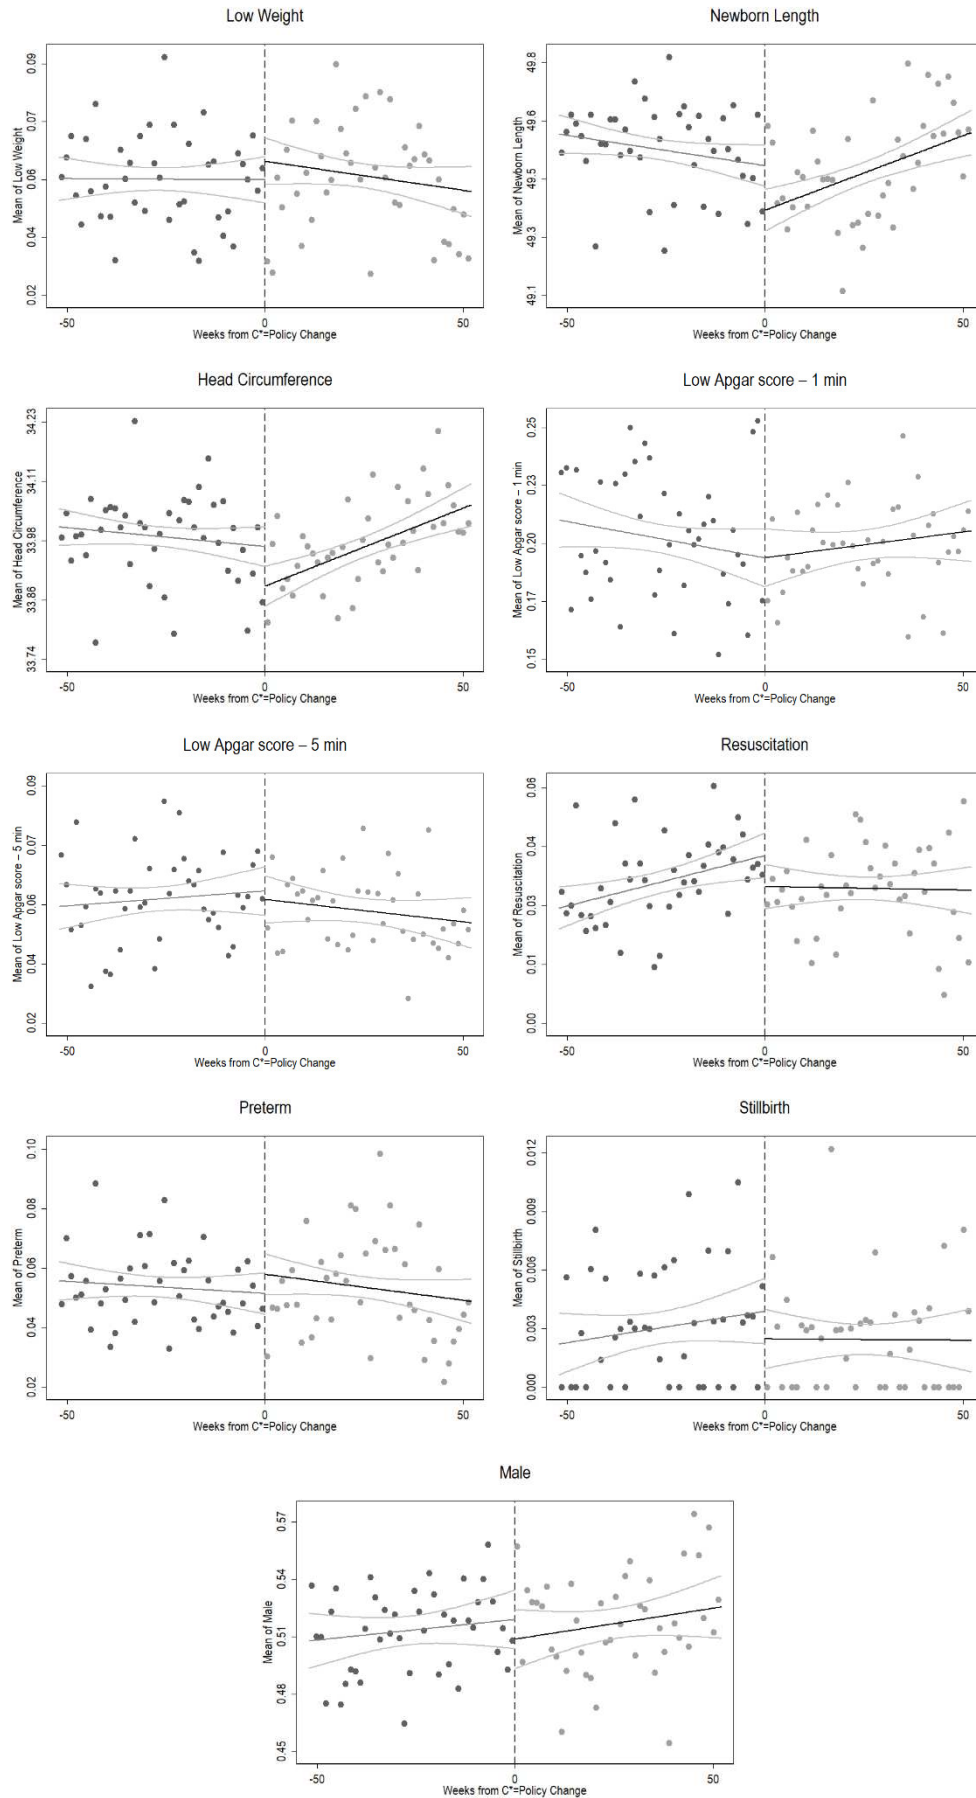 Low Weight
Mean of Low Weight
0.09
0.07
0.06
0.04
0.02
-50
0
50
Weeks from C*=Policy Change
Newborn Length
Mean of Newborn Length
49.8
49.6
49.5
49.3
49.1
-50
0
50
Weeks from C*=Policy Change
Head Circumference
Mean of Head Circumference
34.23
34.11
33.98
33.86
33.74
-50
0
50
Weeks from C*=Policy Change
Low Apgar score – 1 min
Mean of Low Apgar score – 1 min
0.25
0.23
0.20
0.17
0.15
-50
0
50
Weeks from C*=Policy Change
Low Apgar score – 5 min
Mean of Low Apgar score – 5 min
0.09
0.07
0.06
0.04
0.02
-50
0
50
Weeks from C*=Policy Change
Resuscitation
Mean of Resuscitation
0.06
0.04
0.03
0.01
0.00
-50
0
50
Weeks from C*=Policy Change
Preterm
Mean of Preterm
0.10
0.08
0.06
0.04
0.02
-50
0
50
Weeks from C*=Policy Change
Stillbirth
Mean of Stillbirth
0.012
0.009
0.006
0.003
0.000
-50
0
50
Weeks from C*=Policy Change
Male
Mean of Male
0.57
0.54
0.51
0.48
0.45
-50
0
50
Weeks from C*=Policy Change